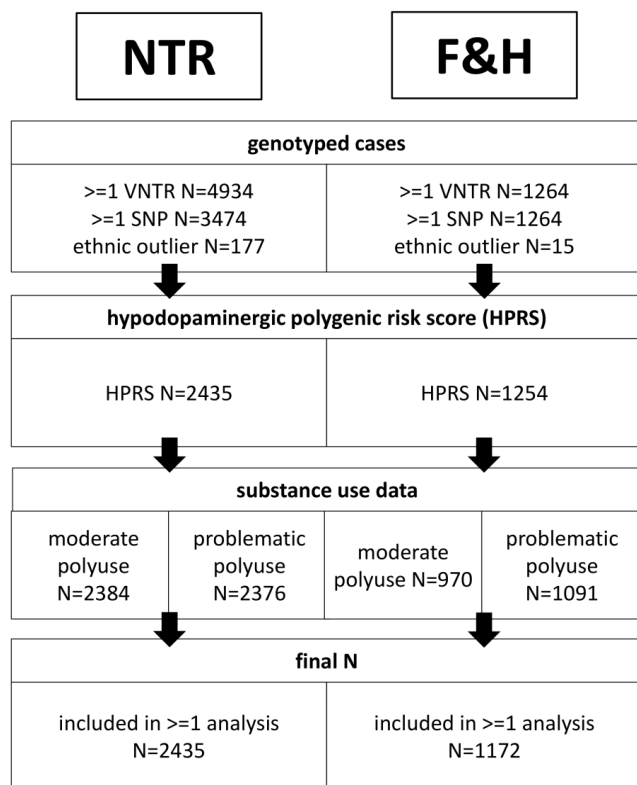 NTR
F&H
genotyped cases
>=1 VNTR N=4934
>=1 SNP N=3474
ethnic outlier N=177
>=1 VNTR N=1264
>=1 SNP N=1264
ethnic outlier N=15
hypodopaminergic polygenic risk score (HPRS)
HPRS N=2435
HPRS N=1254
substance use data
moderate
polyuse
N=2384
problematic
polyuse
N=2376
moderate
polyuse N=970
problematic
polyuse
N=1091
final N
included in >=1 analysis
N=2435
included in >=1 analysis
N=1172